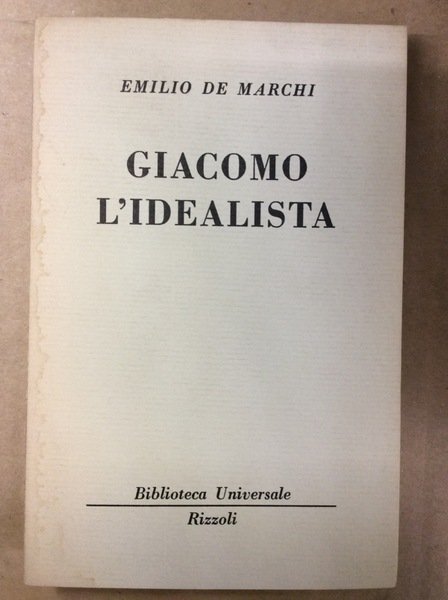 EMILIO DE MARCHI
GIACOMO
L'IDEALISTA
Biblioteca Universale
Rizzoli